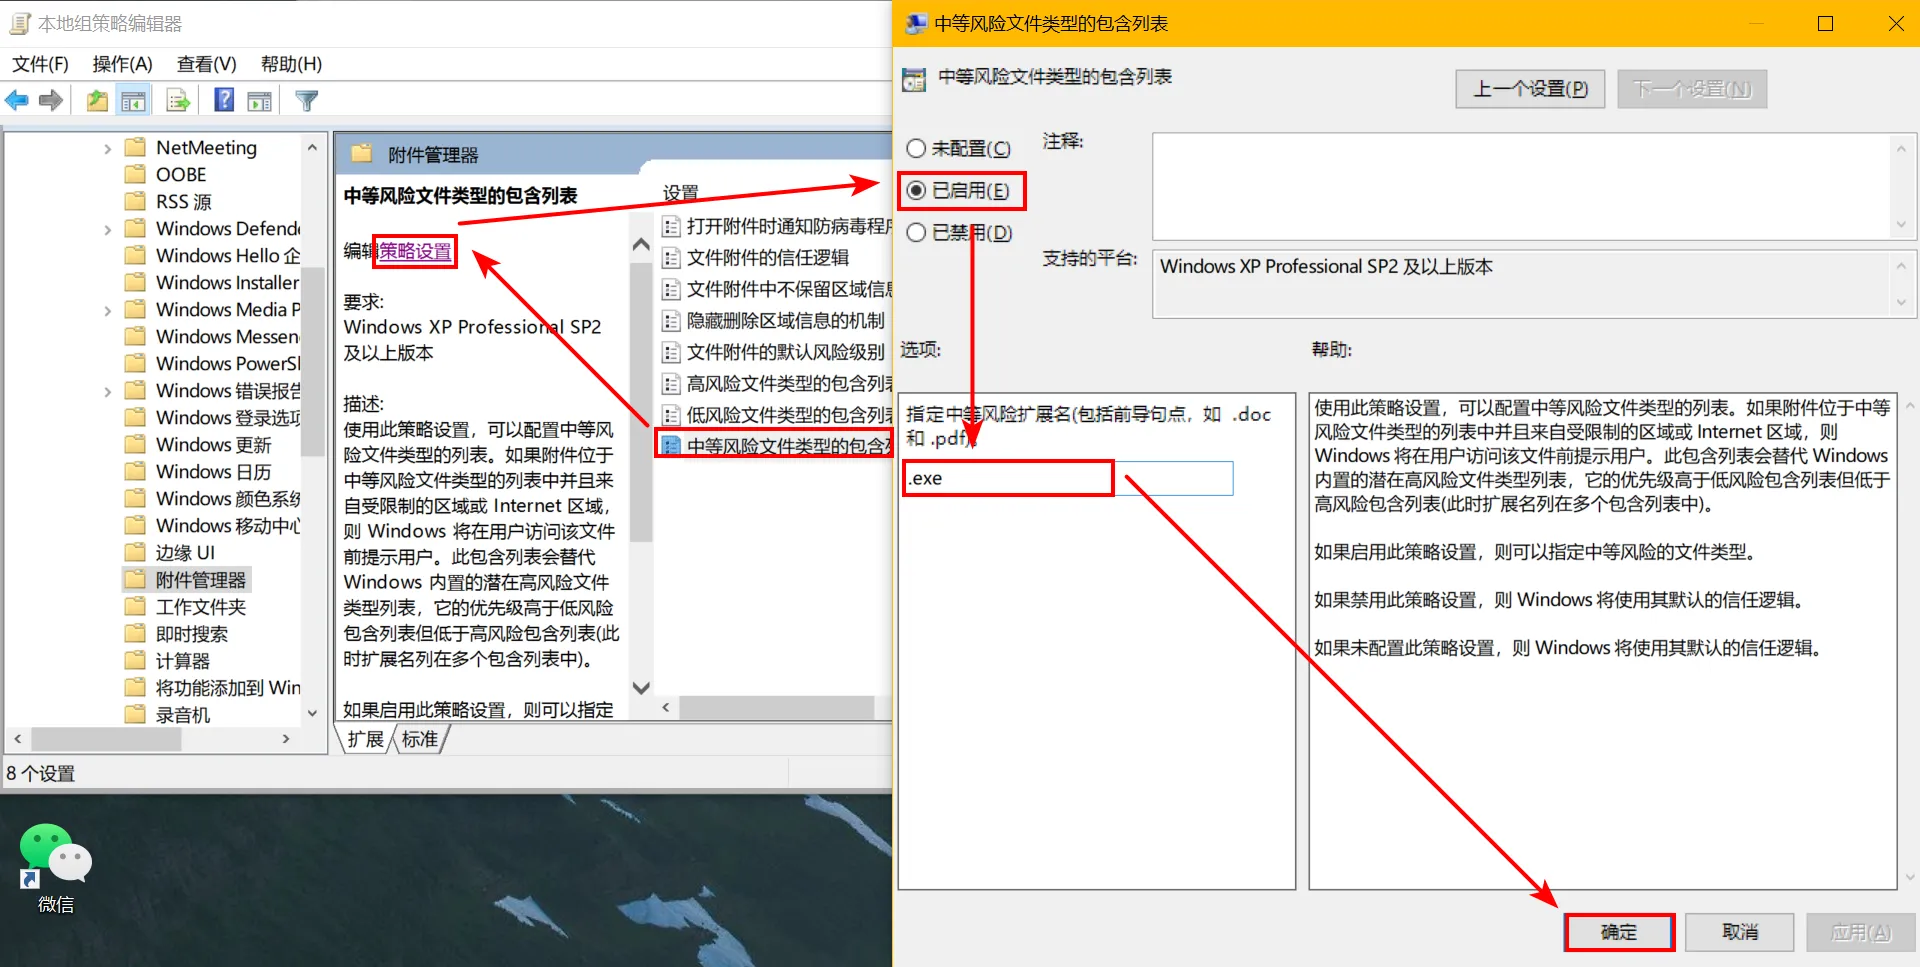 本地组策略编辑器
文件(F) 操作(A) 查看(V) 帮助(H)
NetMeeting
OOBE
RSS 源
Windows Defende
Windows Hello 企
Windows Installer
Windows Media P
Windows Messen
Windows PowerSh
Windows 错误报告
Windows 登录选项
Windows 更新
Windows 日历
Windows 颜色系统
Windows 移动中心
边缘 UI
附件管理器
工作文件夹
即时搜索
计算器
将功能添加到 Win
录音机
附件管理器
中等风险文件类型的包含列表
编辑策略设置
要求:
Windows XP Professional SP2
及以上版本
描述:
使用此策略设置，可以配置中等风
险文件类型的列表。如果附件位于
中等风险文件类型的列表中并且来
自受限制的区域或 Internet 区域，
则 Windows 将在用户访问该文件
前提示用户。此包含列表会替代
Windows 内置的潜在高风险文件
类型列表，它的优先级高于低风险
包含列表但低于高风险包含列表(此
时扩展名列在多个包含列表中)。
如果启用此策略设置，则可以指定
设置
打开附件时通知防病毒程序
文件附件的信任逻辑
文件附件中不保留区域信息
隐藏删除区域信息的机制
文件附件的默认风险级别
高风险文件类型的包含列表
低风险文件类型的包含列表
中等风险文件类型的包含列
扩展 标准
8 个设置
微信
中等风险文件类型的包含列表
中等风险文件类型的包含列表
上一个设置(P) 下一个设置(N)
未配置(C)
已启用(E)
已禁用(D)
注释:
支持的平台:
Windows XP Professional SP2 及以上版本
选项:
帮助:
指定中等风险扩展名(包括前导句点，如 .doc
和 .pdf)。
.exe
使用此策略设置，可以配置中等风险文件类型的列表。如果附件位于中等
风险文件类型的列表中并且来自受限制的区域或 Internet 区域，则
Windows 将在用户访问该文件前提示用户。此包含列表会替代 Windows
内置的潜在高风险文件类型列表，它的优先级高于低风险包含列表但低于
高风险包含列表(此时扩展名列在多个包含列表中)。
如果启用此策略设置，则可以指定中等风险的文件类型。
如果禁用此策略设置，则 Windows 将使用其默认的信任逻辑。
如果未配置此策略设置，则 Windows 将使用其默认的信任逻辑。
确定 取消 应用(A)